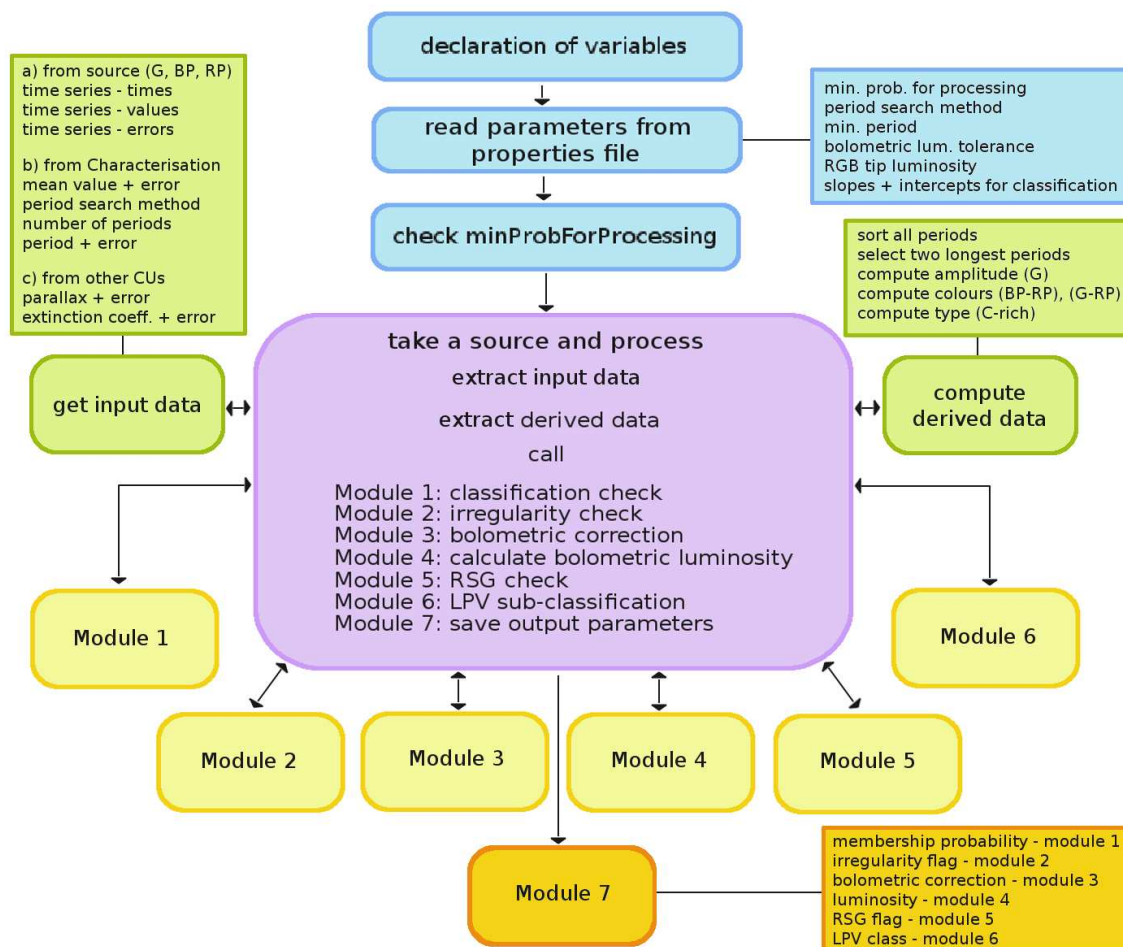 declaration of variables
a) from source (G, BP, RP)
time series - times
time series - values
time series - errors
b) from Characterisation
mean value + error
period search method
number of periods
period + error
c) from other CUs
parallax + error
extinction coeff. + error
read parameters from
properties file
min. prob. for processing
period search method
min. period
bolometric lum. tolerance
RGB tip luminosity
slopes + intercepts for classification
check minProbForProcessing
sort all periods
select two longest periods
compute amplitude (G)
compute colours (BP-RP), (G-RP)
compute type (C-rich)
get input data
take a source and process
extract input data
extract derived data
call
Module 1: classification check
Module 2: irregularity check
Module 3: bolometric correction
Module 4: calculate bolometric luminosity
Module 5: RSG check
Module 6: LPV sub-classification
Module 7: save output parameters
compute
derived data
Module 1
Module 2
Module 3
Module 4
Module 5
Module 6
Module 7
membership probability - module 1
irregularity flag - module 2
bolometric correction - module 3
luminosity - module 4
RSG flag - module 5
LPV class - module 6